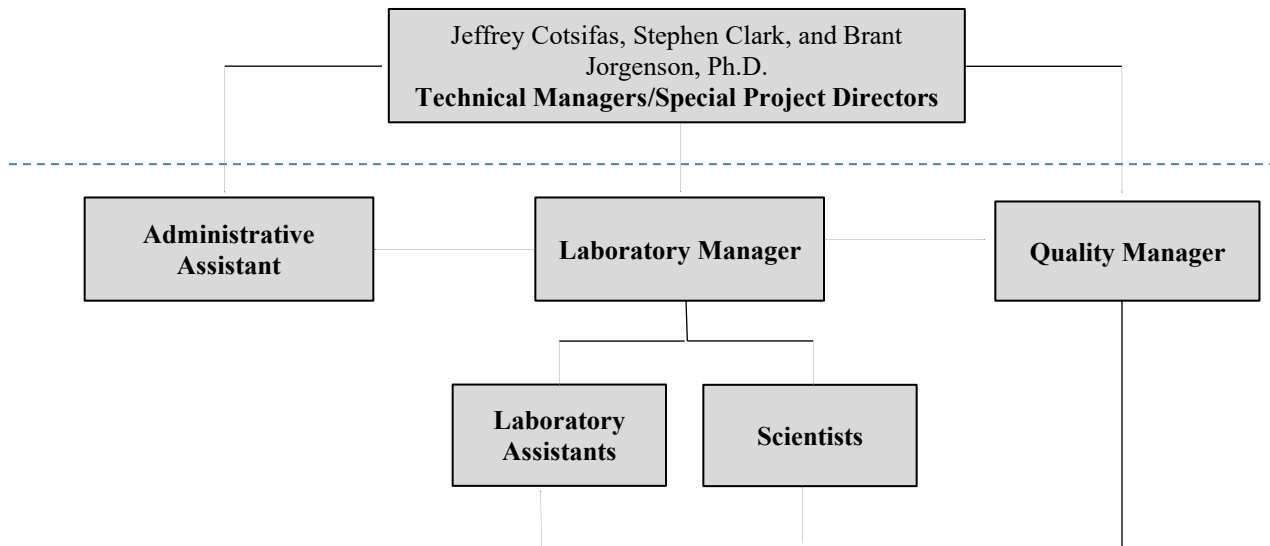 Jeffrey Cotsifas, Stephen Clark, and Brant
Jorgenson, Ph.D.
Technical Managers/Special Project Directors
Administrative
Assistant
Laboratory Manager
Quality Manager
Laboratory
Assistants
Scientists